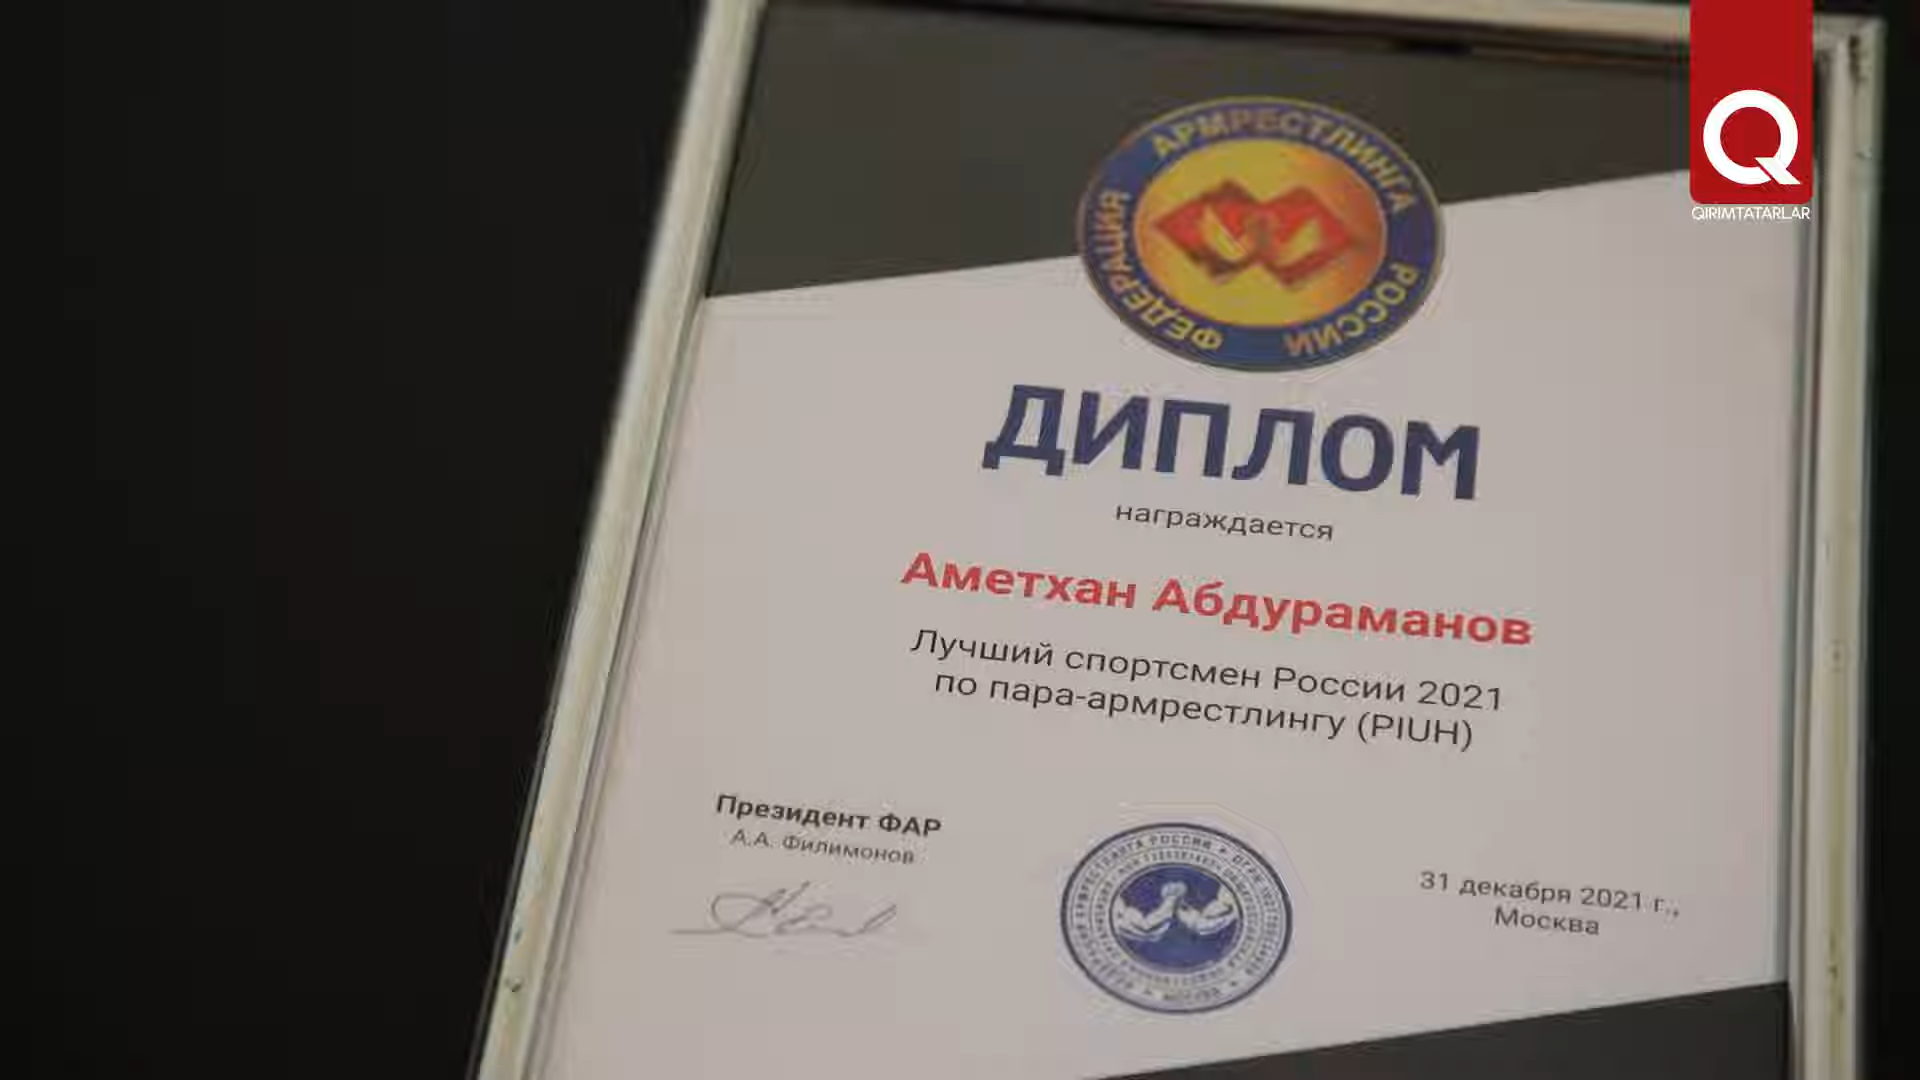 QIRIMTATARLAR
ФЕДЕРАЦИЯ АРМРЕСТЛИНГА РОССИИ
ДИПЛОМ
награждается
Аметхан Абдураманов
Лучший спортсмен России 2021
по пара-армрестлингу (PIUH)
Президент ФАР
А.А. Филимонов
31 декабря 2021 г.,
Москва